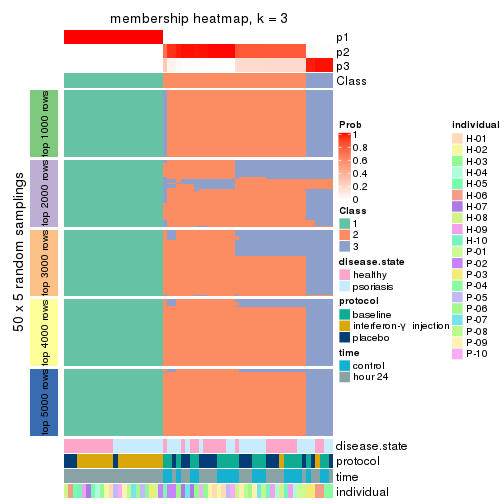 membership heatmap, k = 3
p1
p2
p3
Class
50 x 5 random samplings
top 1000 rows
top 2000 rows
top 3000 rows
top 4000 rows
top 5000 rows
disease.state
protocol
time
individual
Prob
1
0.8
0.6
0.4
0.2
0
Class
1
2
3
disease.state
healthy
psoriasis
protocol
baseline
interferon-γ injection
placebo
time
control
hour 24
individual
H-01
H-02
H-03
H-04
H-05
H-06
H-07
H-08
H-09
H-10
P-01
P-02
P-03
P-04
P-05
P-06
P-07
P-08
P-09
P-10